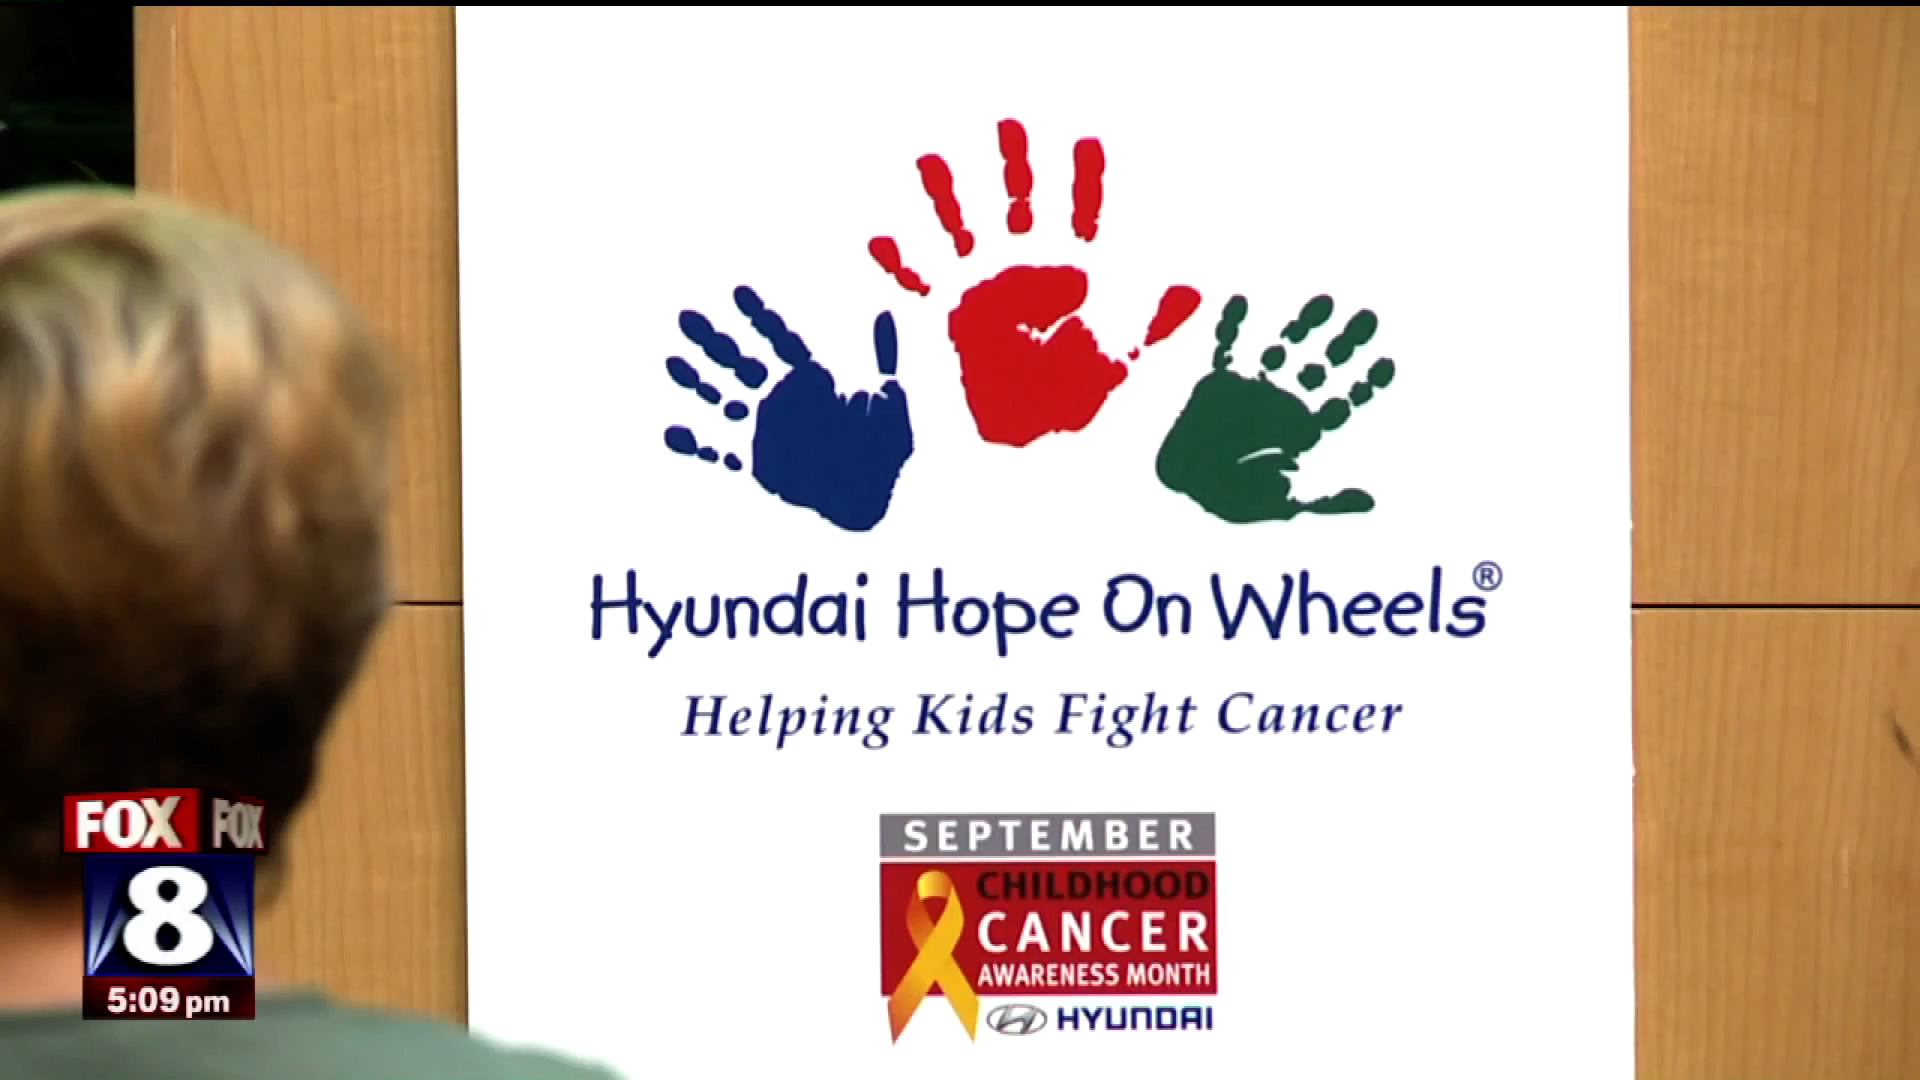 Hyundai Hope On Wheels®
Helping Kids Fight Cancer
SEPTEMBER
CHILDHOOD
CANCER
AWARENESS MONTH
HYUNDAI
FOX FOX
8
5:09 pm